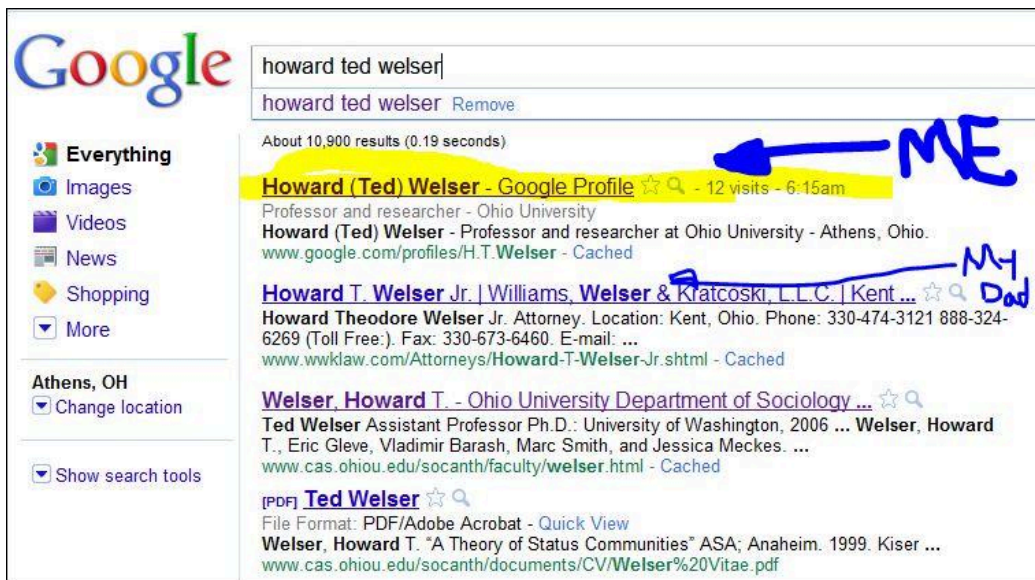 Google
howard ted welser
howard ted welser Remove
About 10,900 results (0.19 seconds)
ME
Everything
Images
Videos
News
Shopping
More
Athens, OH
Change location
Show search tools
Howard (Ted) Welser - Google Profile - 12 visits - 6:15am
Professor and researcher - Ohio University
Howard (Ted) Welser - Professor and researcher at Ohio University - Athens, Ohio.
www.google.com/profiles/H.T.Welser - Cached
My
Dad
Howard T. Welser Jr. | Williams, Welser & Kratcoski, L.L.C. | Kent ...
Howard Theodore Welser Jr. Attorney. Location: Kent, Ohio. Phone: 330-474-3121 888-324-
6269 (Toll Free:). Fax: 330-673-6460. E-mail: ...
www.wwklaw.com/Attorneys/Howard-T-Welser-Jr.shtml - Cached
Welser, Howard T. - Ohio University Department of Sociology ...
Ted Welser Assistant Professor Ph.D.: University of Washington, 2006 ... Welser, Howard
T., Eric Gleve, Vladimir Barash, Marc Smith, and Jessica Meckes. ...
www.cas.ohiou.edu/socanth/faculty/welser.html - Cached
[PDF] Ted Welser
File Format: PDF/Adobe Acrobat - Quick View
Welser, Howard T. “A Theory of Status Communities” ASA; Anaheim. 1999. Kiser ...
www.cas.ohiou.edu/socanth/documents/CV/Welser%20Vitae.pdf